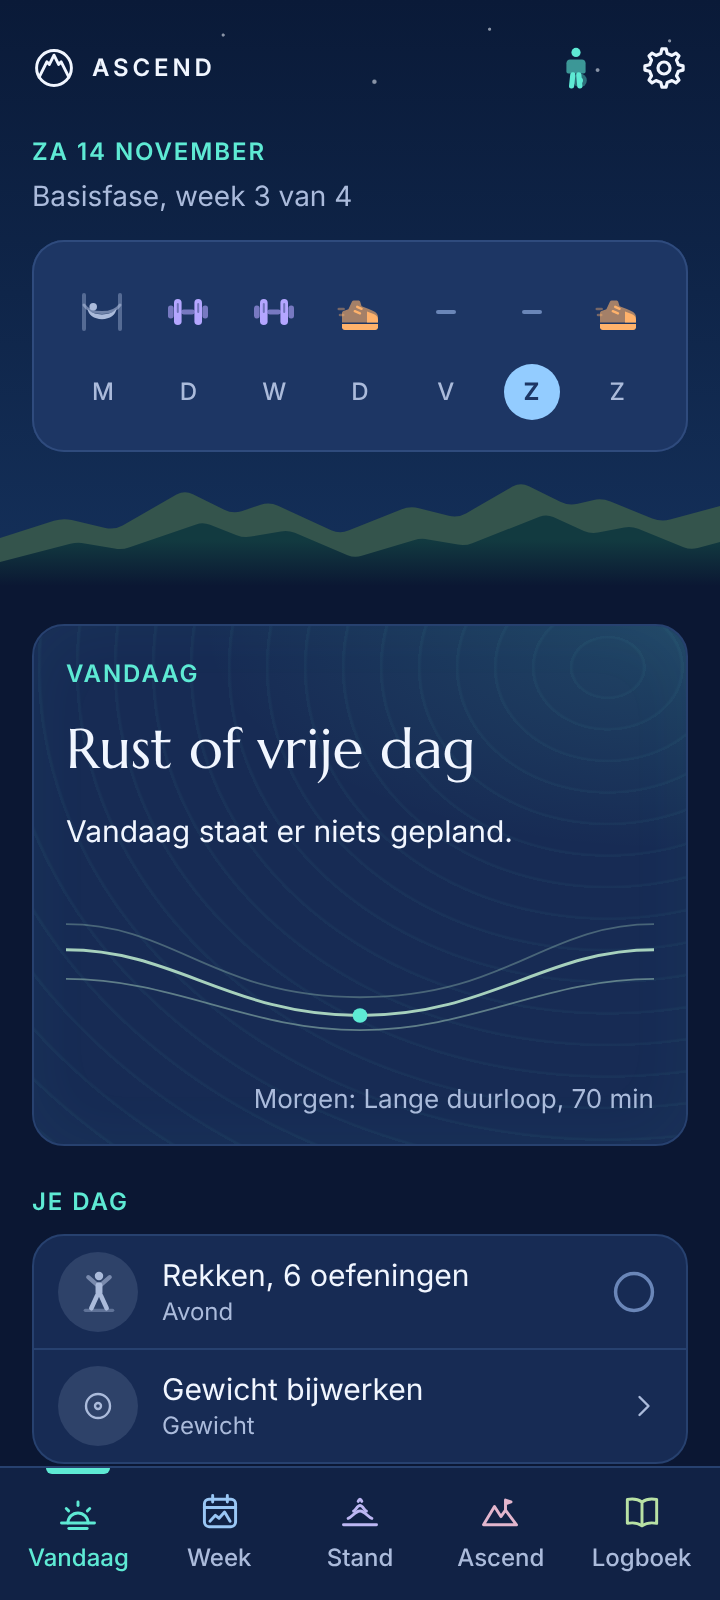 ASCEND
ZA 14 NOVEMBER
Basisfase, week 3 van 4
M D W D V Z Z
VANDAAG
Rust of vrije dag
Vandaag staat er niets gepland.
Morgen: Lange duurloop, 70 min
JE DAG
Rekken, 6 oefeningen
Avond
Gewicht bijwerken
Gewicht
Vandaag Week Stand Ascend Logboek